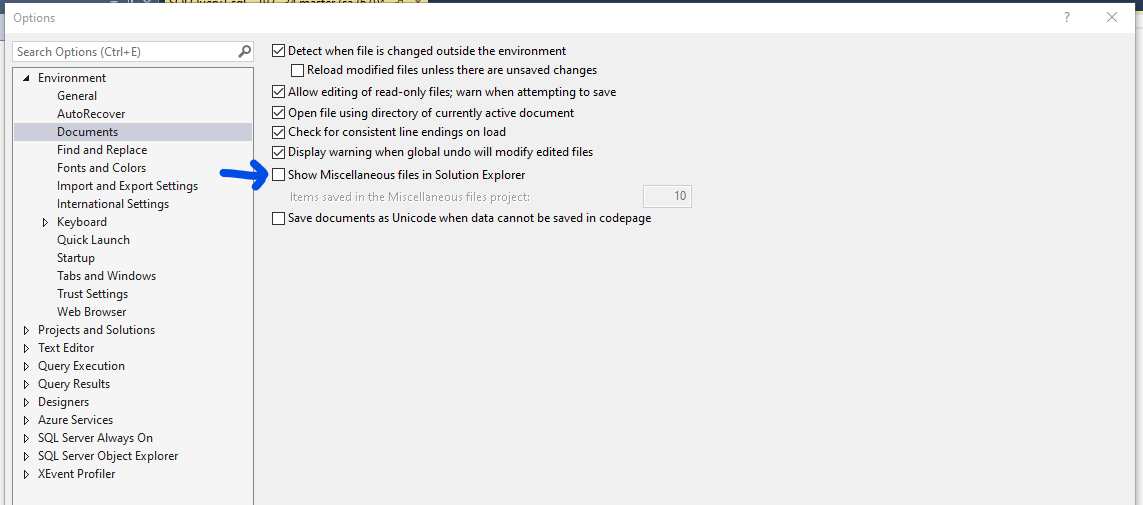 Options
Search Options (Ctrl+E)
Environment
General
AutoRecover
Documents
Find and Replace
Fonts and Colors
Import and Export Settings
International Settings
Keyboard
Quick Launch
Startup
Tabs and Windows
Trust Settings
Web Browser
Projects and Solutions
Text Editor
Query Execution
Query Results
Designers
Azure Services
SQL Server Always On
SQL Server Object Explorer
XEvent Profiler
Detect when file is changed outside the environment
Reload modified files unless there are unsaved changes
Allow editing of read-only files; warn when attempting to save
Open file using directory of currently active document
Check for consistent line endings on load
Display warning when global undo will modify edited files
Show Miscellaneous files in Solution Explorer
Items saved in the Miscellaneous files project: 10
Save documents as Unicode when data cannot be saved in codepage